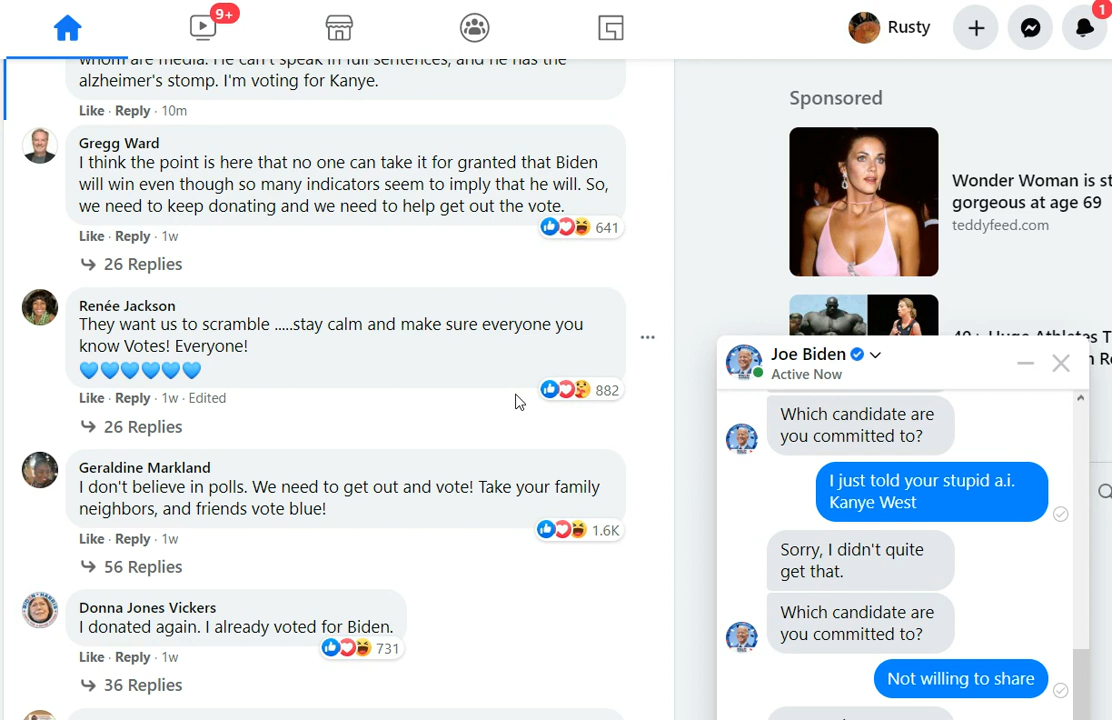 9+
Rusty
1
whom are media. He can't speak in full sentences, and he has the
alzheimer's stomp. I'm voting for Kanye.
Like · Reply · 10m
Gregg Ward
I think the point is here that no one can take it for granted that Biden
will win even though so many indicators seem to imply that he will. So,
we need to keep donating and we need to help get out the vote.
641
Like · Reply · 1w
26 Replies
Renée Jackson
They want us to scramble .....stay calm and make sure everyone you
know Votes! Everyone!
882
Like · Reply · 1w · Edited
26 Replies
Geraldine Markland
I don't believe in polls. We need to get out and vote! Take your family
neighbors, and friends vote blue!
1.6K
Like · Reply · 1w
56 Replies
Donna Jones Vickers
I donated again. I already voted for Biden.
731
Like · Reply · 1w
36 Replies
Sponsored
Wonder Woman is st
gorgeous at age 69
teddyfeed.com
Joe Biden
Active Now
Which candidate are
you committed to?
I just told your stupid a.i.
Kanye West
Sorry, I didn't quite
get that.
Which candidate are
you committed to?
Not willing to share